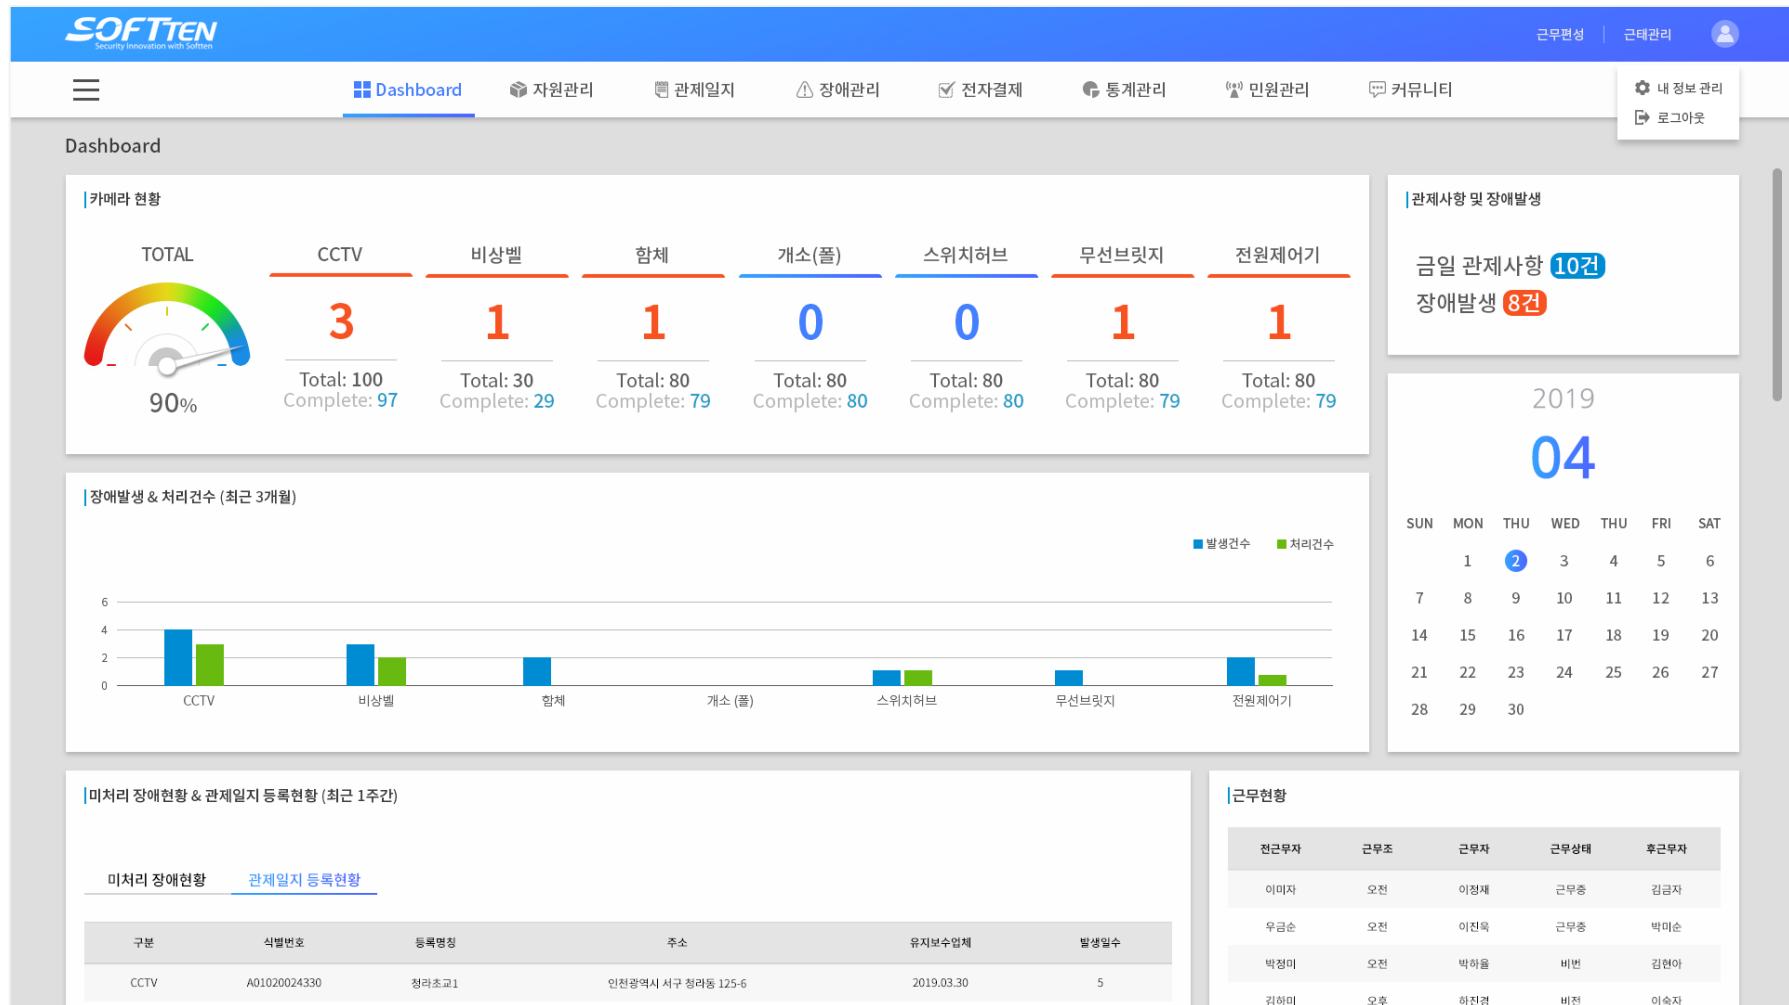 SOFTTEN
Security Innovation with Softten
근무편성
근태관리
Dashboard
자원관리
관제일지
장애관리
전자결제
통계관리
민원관리
커뮤니티
내 정보 관리
로그아웃
Dashboard
카메라 현황
TOTAL
90%
CCTV
3
Total: 100
Complete: 97
비상벨
1
Total: 30
Complete: 29
함체
1
Total: 80
Complete: 79
개소(폴)
0
Total: 80
Complete: 80
스위치허브
0
Total: 80
Complete: 80
무선브릿지
1
Total: 80
Complete: 79
전원제어기
1
Total: 80
Complete: 79
관제사항 및 장애발생
금일 관제사항 10건
장애발생 8건
2019
04
SUN MON THU WED THU FRI SAT
1 2 3 4 5 6
7 8 9 10 11 12 13
14 15 16 17 18 19 20
21 22 23 24 25 26 27
28 29 30
장애발생 & 처리건수 (최근 3개월)
발생건수 처리건수
6
4
2
0
CCTV 비상벨 함체 개소 (폴) 스위치허브 무선브릿지 전원제어기
미처리 장애현황 & 관제일지 등록현황 (최근 1주간)
미처리 장애현황 관제일지 등록현황
구분 식별번호 등록명칭 주소 유지보수업체 발생일수
CCTV A01020024330 청라초교1 인천광역시 서구 청라동 125-6 2019.03.30 5
근무현황
전근무자 근무조 근무자 근무상태 후근무자
이미자 오전 이정재 근무중 김금자
우금순 오전 이진욱 근무중 박미순
박정미 오전 박하율 비번 김현아
김하미 오후 하진경 비전 이숙자